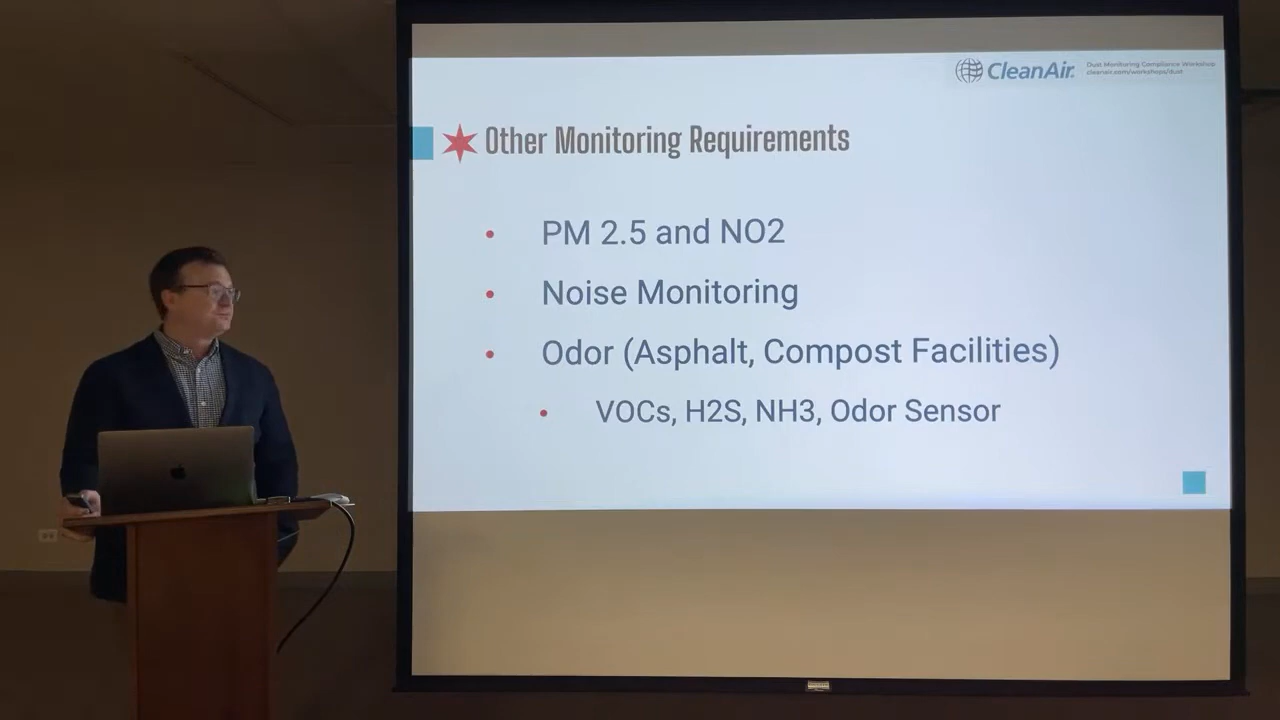 CleanAir.
Dust Monitoring Compliance Workshop
cleanair.com/workshops/dust
Other Monitoring Requirements
• PM 2.5 and NO2
• Noise Monitoring
• Odor (Asphalt, Compost Facilities)
• VOCs, H2S, NH3, Odor Sensor